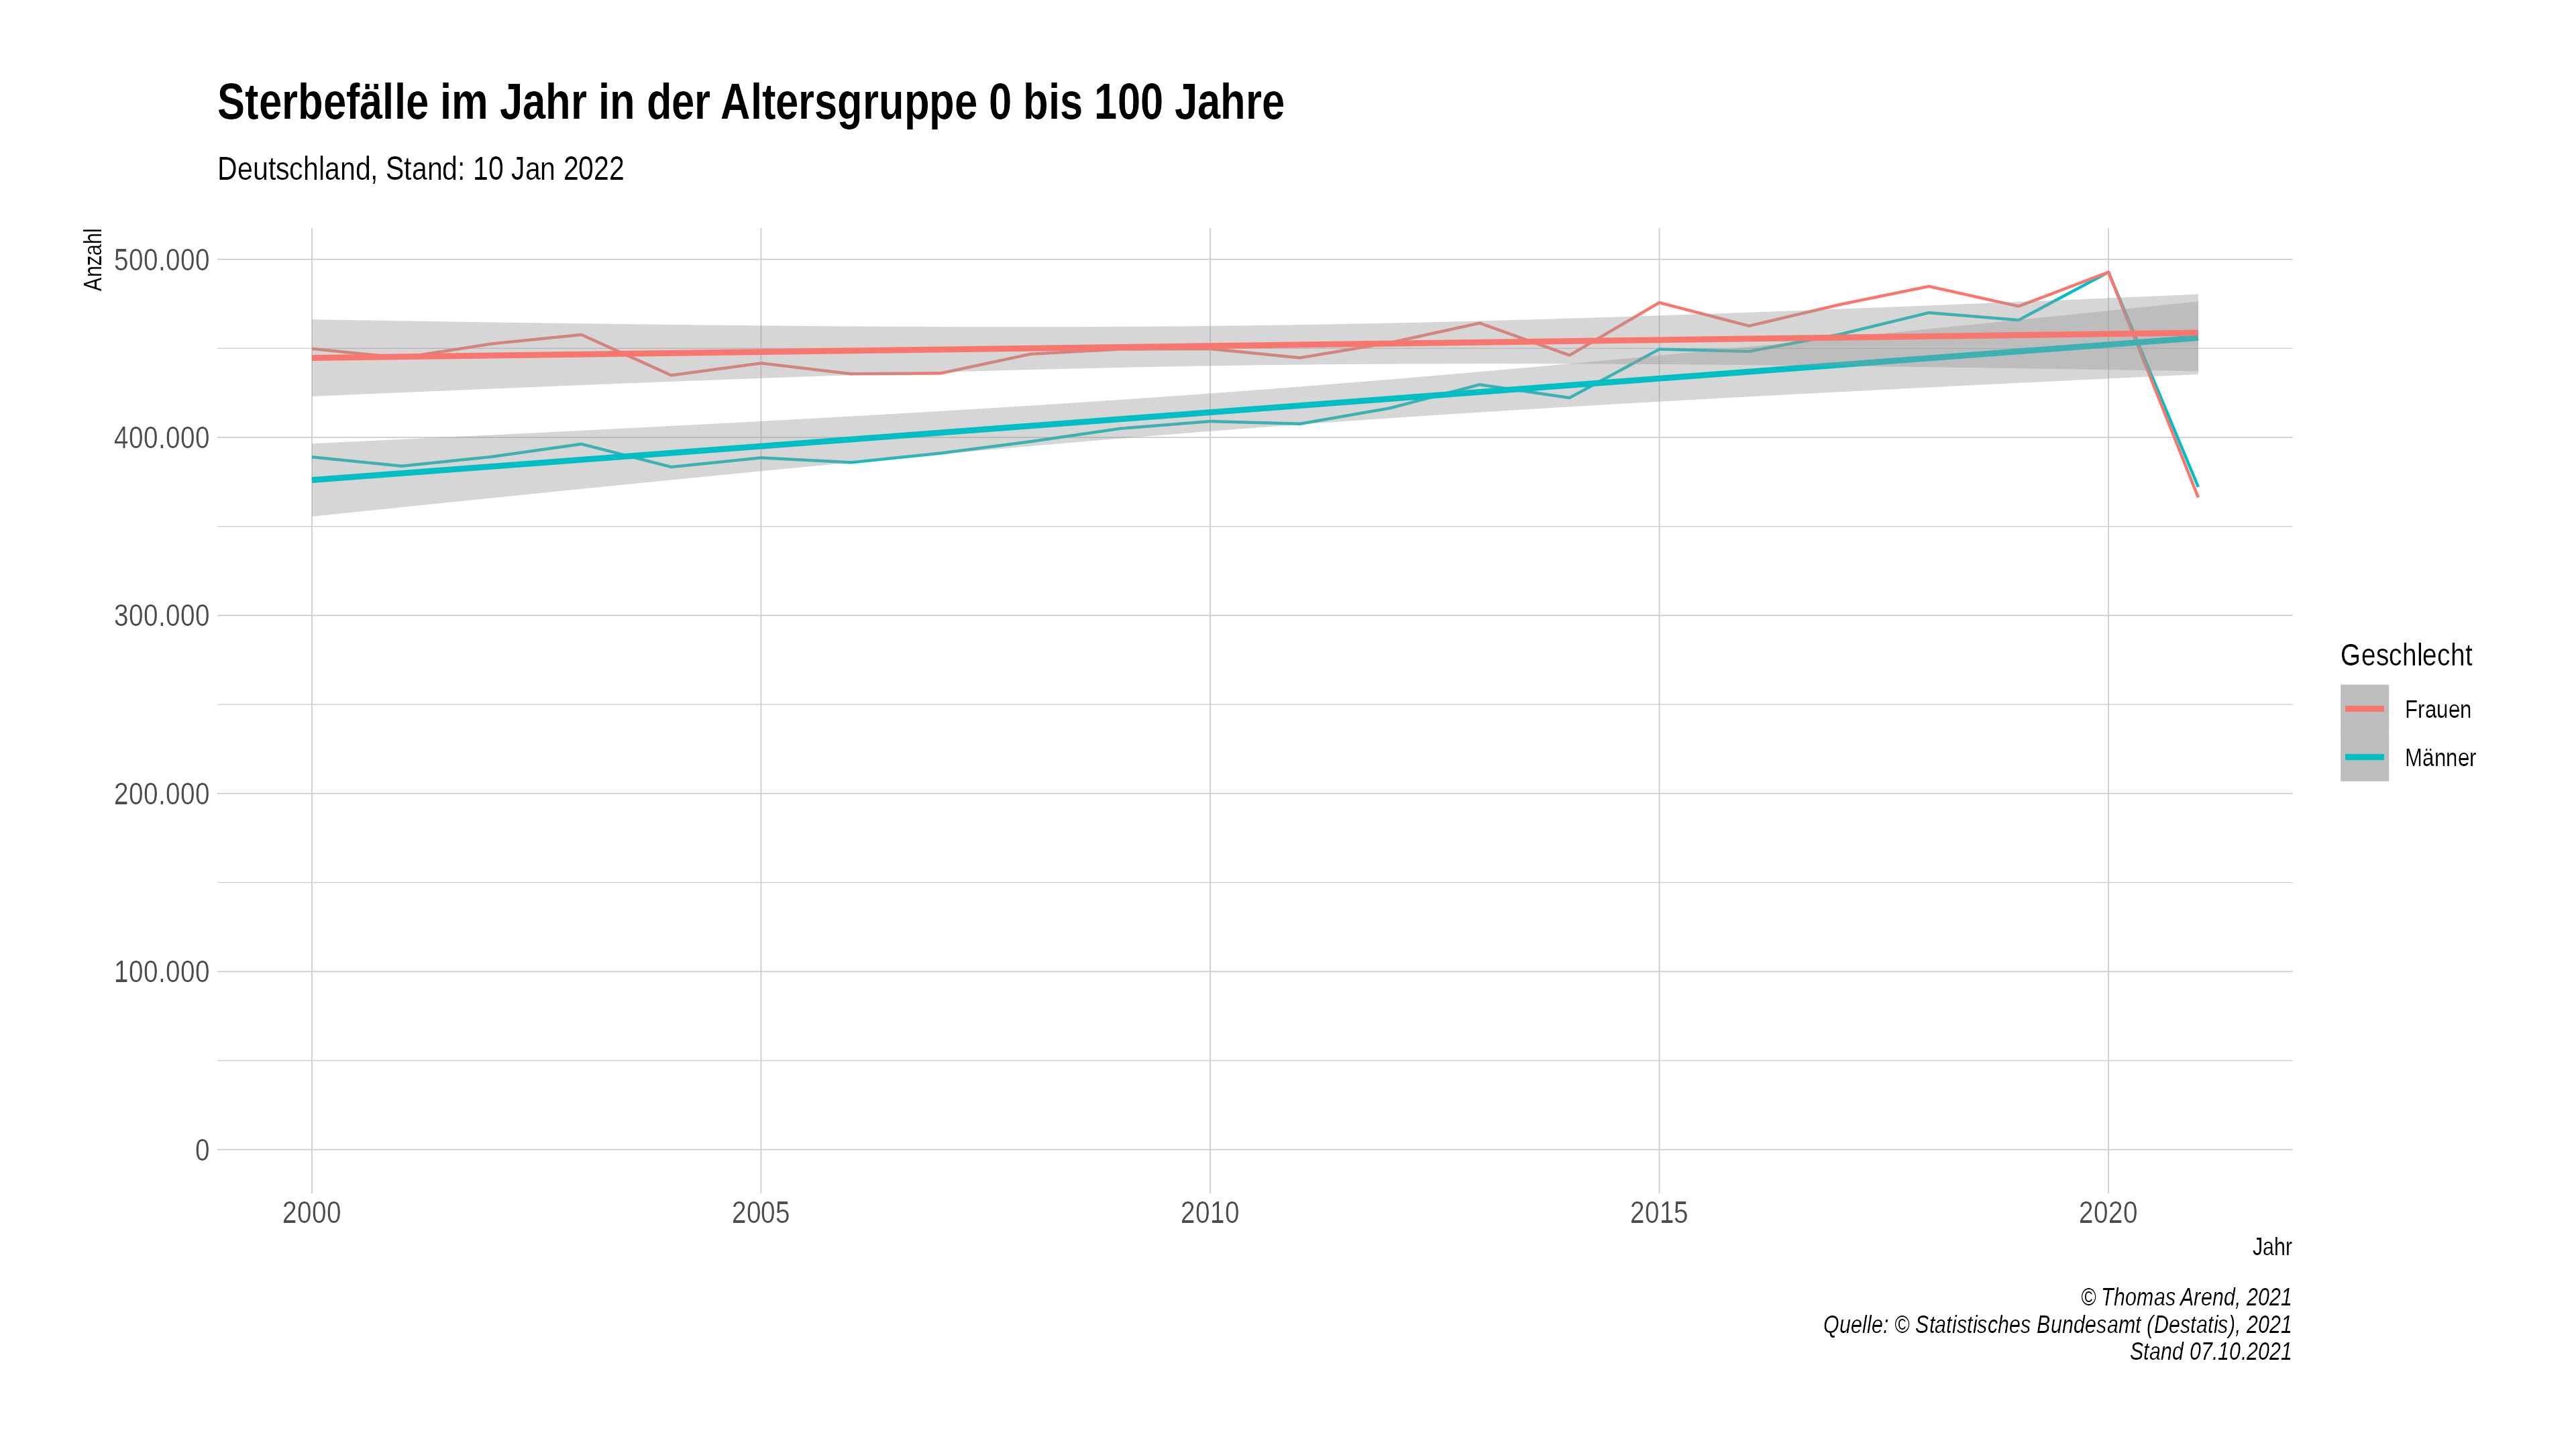 Sterbefälle im Jahr in der Altersgruppe 0 bis 100 Jahre
Deutschland, Stand: 10 Jan 2022
Anzahl
500.000
400.000
300.000
200.000
100.000
0
2000 2005 2010 2015 2020
Jahr
Geschlecht
Frauen
Männer
© Thomas Arend, 2021
Quelle: © Statistisches Bundesamt (Destatis), 2021
Stand 07.10.2021